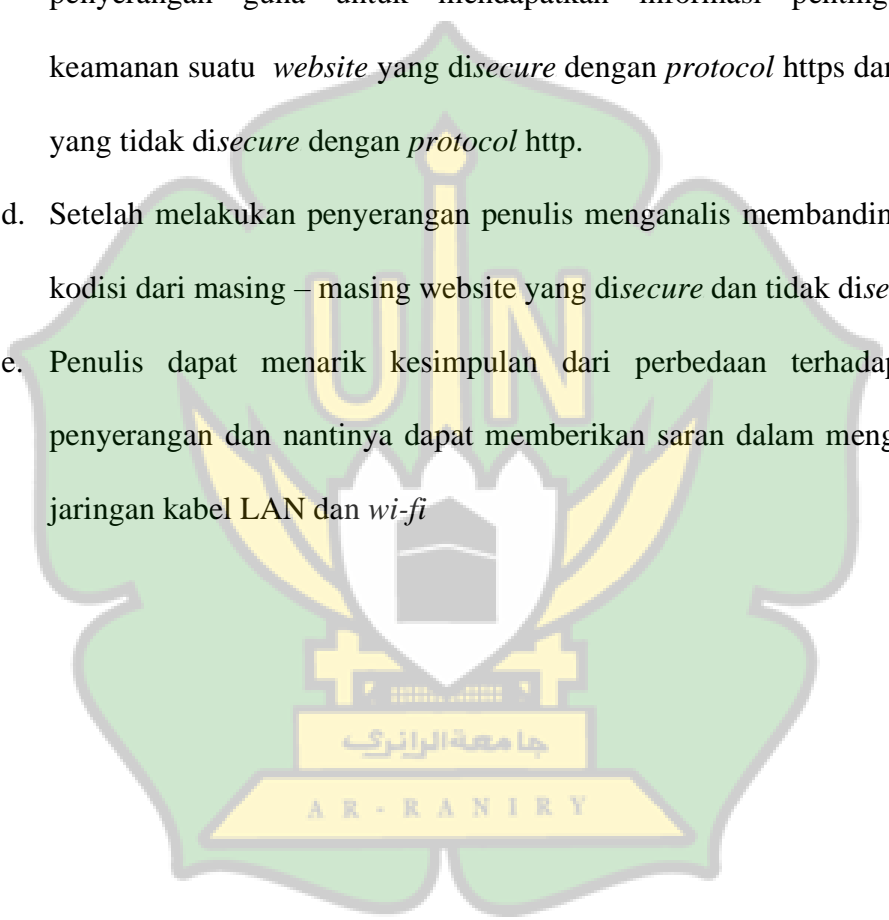 penyerangan guna untuk mendapatkan informasi penting
keamanan suatu website yang disecure dengan protocol https dan
yang tidak disecure dengan protocol http.
d. Setelah melakukan penyerangan penulis menganalis membandin
kodisi dari masing – masing website yang disecure dan tidak dise
e. Penulis dapat menarik kesimpulan dari perbedaan terhadap
penyerangan dan nantinya dapat memberikan saran dalam meng
jaringan kabel LAN dan wi-fi
UIN
جامعة الرانري
AR-RANIRY